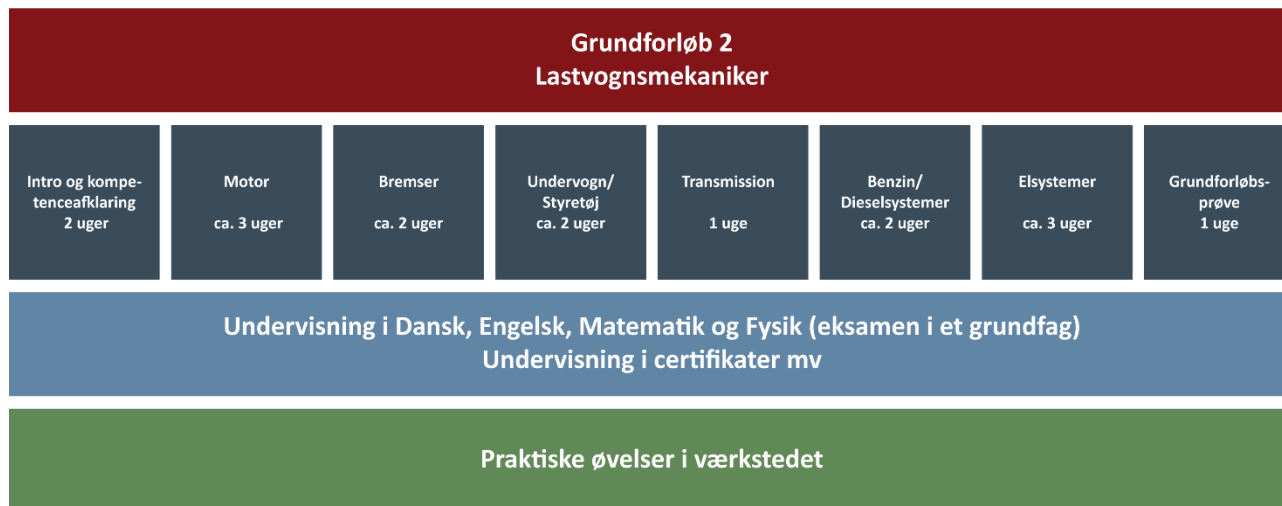 Grundforløb 2
Lastvognsmekaniker
Intro og kompe-
tenceafklaring
2 uger
Motor
ca. 3 uger
Bremser
ca. 2 uger
Undervogn/
Styretøj
ca. 2 uger
Transmission
1 uge
Benzin/
Dieselsystemer
ca. 2 uger
Elsystemer
ca. 3 uger
Grundforløbs-
prøve
1 uge
Undervisning i Dansk, Engelsk, Matematik og Fysik (eksamen i et grundfag)
Undervisning i certifikater mv
Praktiske øvelser i værkstedet